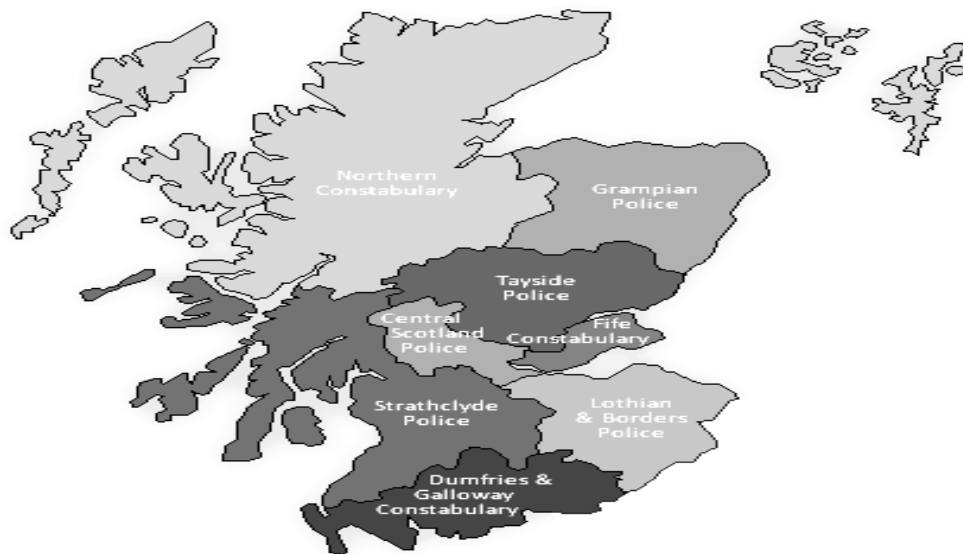 Northern
Constabulary
Grampian
Police
Tayside
Police
Central
Scotland
Police
Fife
Constabulary
Strathclyde
Police
Lothian
& Borders
Police
Dumfries &
Galloway
Constabulary